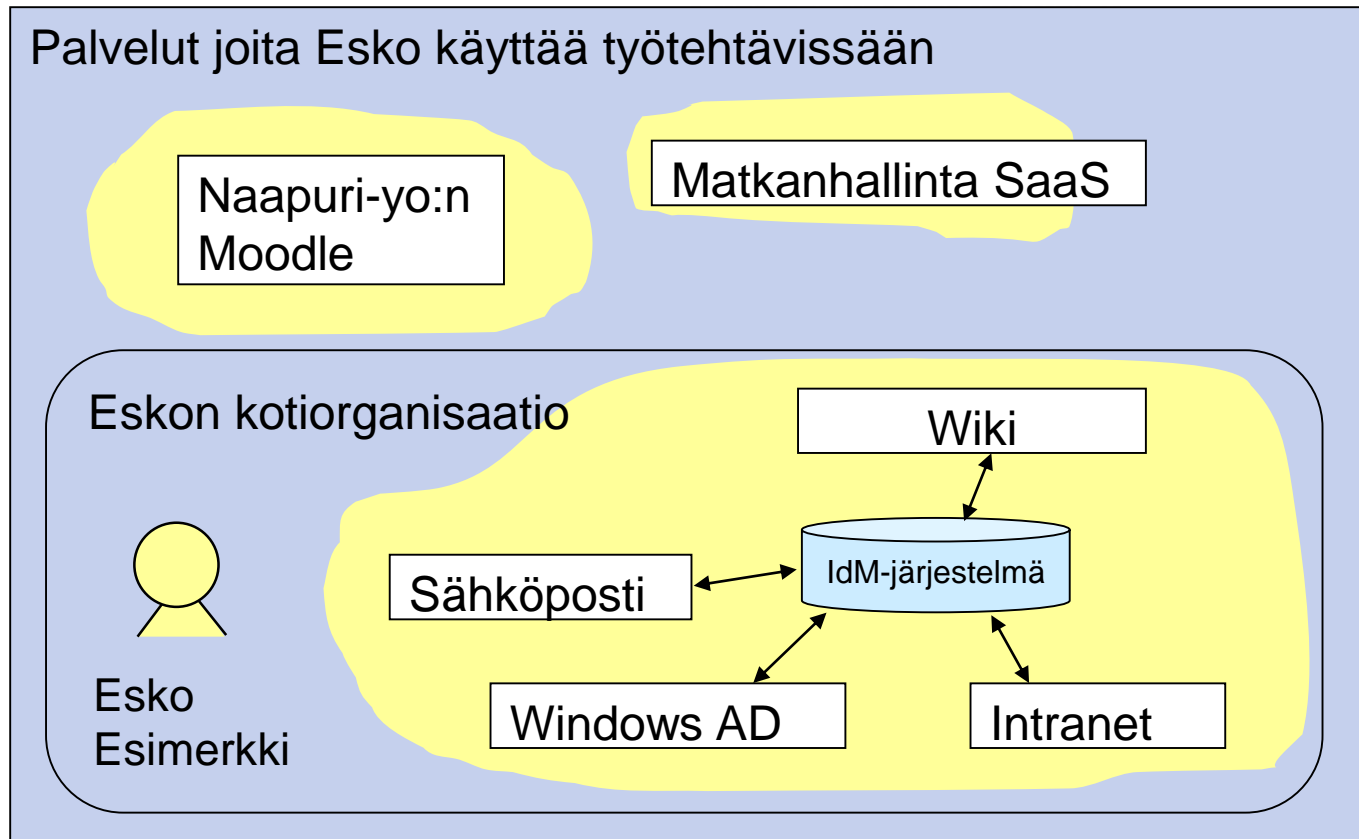 Palvelut joita Esko käyttää työtehtävissään
Naapuri-yo:n
Moodle
Matkanhallinta SaaS
Eskon kotiorganisaatio
Wiki
IdM-järjestelmä
Sähköposti
Windows AD
Intranet
Esko
Esimerkki